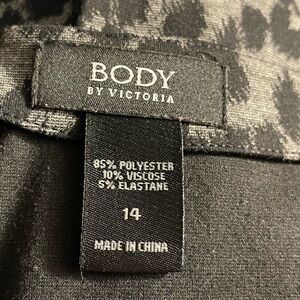 BODY
BY VICTORIA
85% POLYESTER
10% VISCOSE
5% ELASTANE
14
MADE IN CHINA